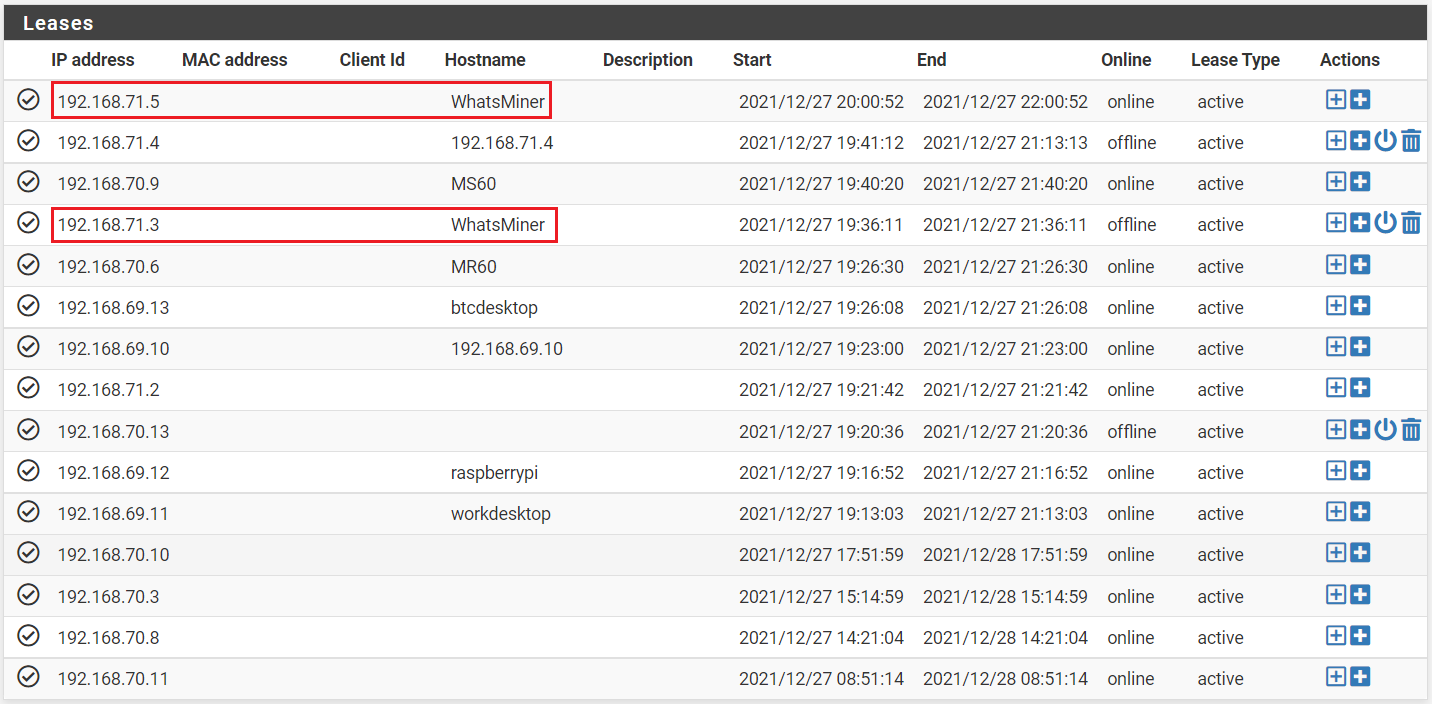 Leases
IP address MAC address Client Id Hostname Description Start End Online Lease Type Actions
192.168.71.5 WhatsMiner 2021/12/27 20:00:52 2021/12/27 22:00:52 online active
192.168.71.4 192.168.71.4 2021/12/27 19:41:12 2021/12/27 21:13:13 offline active
192.168.70.9 MS60 2021/12/27 19:40:20 2021/12/27 21:40:20 online active
192.168.71.3 WhatsMiner 2021/12/27 19:36:11 2021/12/27 21:36:11 offline active
192.168.70.6 MR60 2021/12/27 19:26:30 2021/12/27 21:26:30 online active
192.168.69.13 btcdesktop 2021/12/27 19:26:08 2021/12/27 21:26:08 online active
192.168.69.10 192.168.69.10 2021/12/27 19:23:00 2021/12/27 21:23:00 online active
192.168.71.2 2021/12/27 19:21:42 2021/12/27 21:21:42 online active
192.168.70.13 2021/12/27 19:20:36 2021/12/27 21:20:36 offline active
192.168.69.12 raspberrypi 2021/12/27 19:16:52 2021/12/27 21:16:52 online active
192.168.69.11 workdesktop 2021/12/27 19:13:03 2021/12/27 21:13:03 online active
192.168.70.10 2021/12/27 17:51:59 2021/12/28 17:51:59 online active
192.168.70.3 2021/12/27 15:14:59 2021/12/28 15:14:59 online active
192.168.70.8 2021/12/27 14:21:04 2021/12/28 14:21:04 online active
192.168.70.11 2021/12/27 08:51:14 2021/12/28 08:51:14 online active